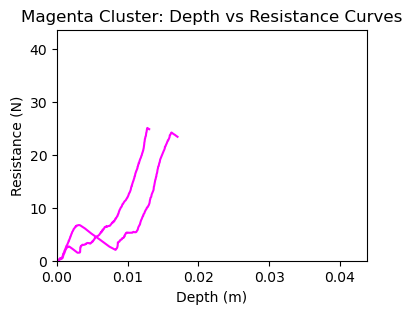 Magenta Cluster: Depth vs Resistance Curves
40
30
20
10
0
Resistance (N)
0.00 0.01 0.02 0.03 0.04
Depth (m)